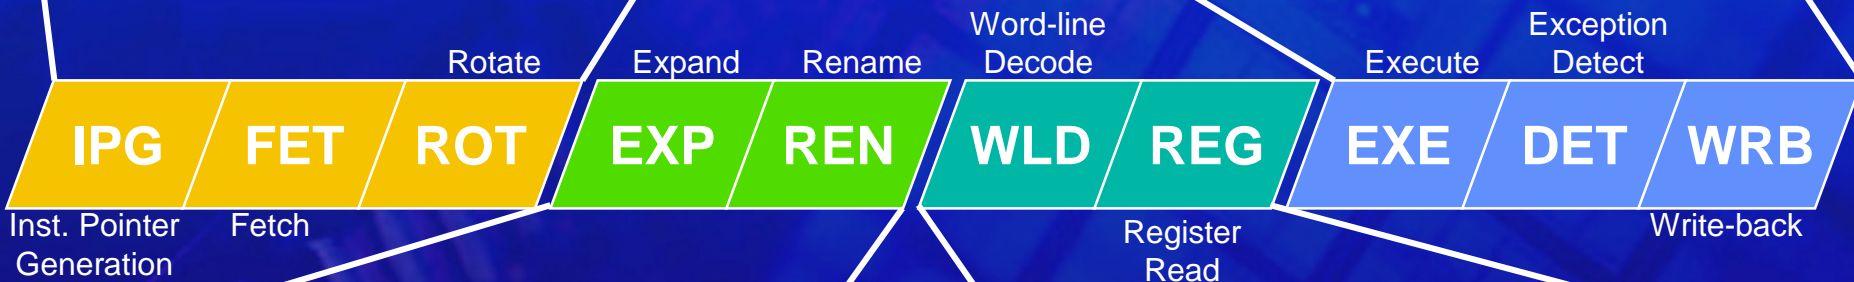 Word-line
Exception
Rotate Expand Rename Decode Execute Detect
IPG FET ROT EXP REN WLD REG EXE DET WRB
Inst. Pointer Fetch Register Write-back
Generation Read